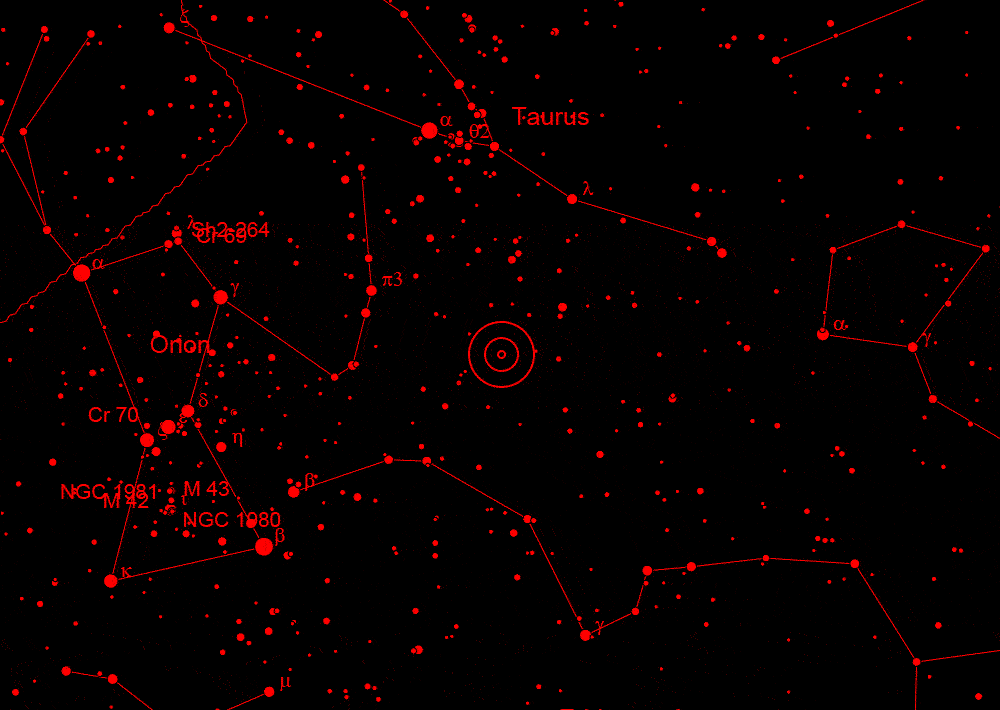 ζ
α
θ2
Taurus
λ
λ
Sh2-264
Cr 69
α
π3
γ
α
γ
Orion
δ
Cr 70
ε
ζ
η
β
NGC 1981
M 43
M 42
ι
NGC 1980
β
κ
γ
μ